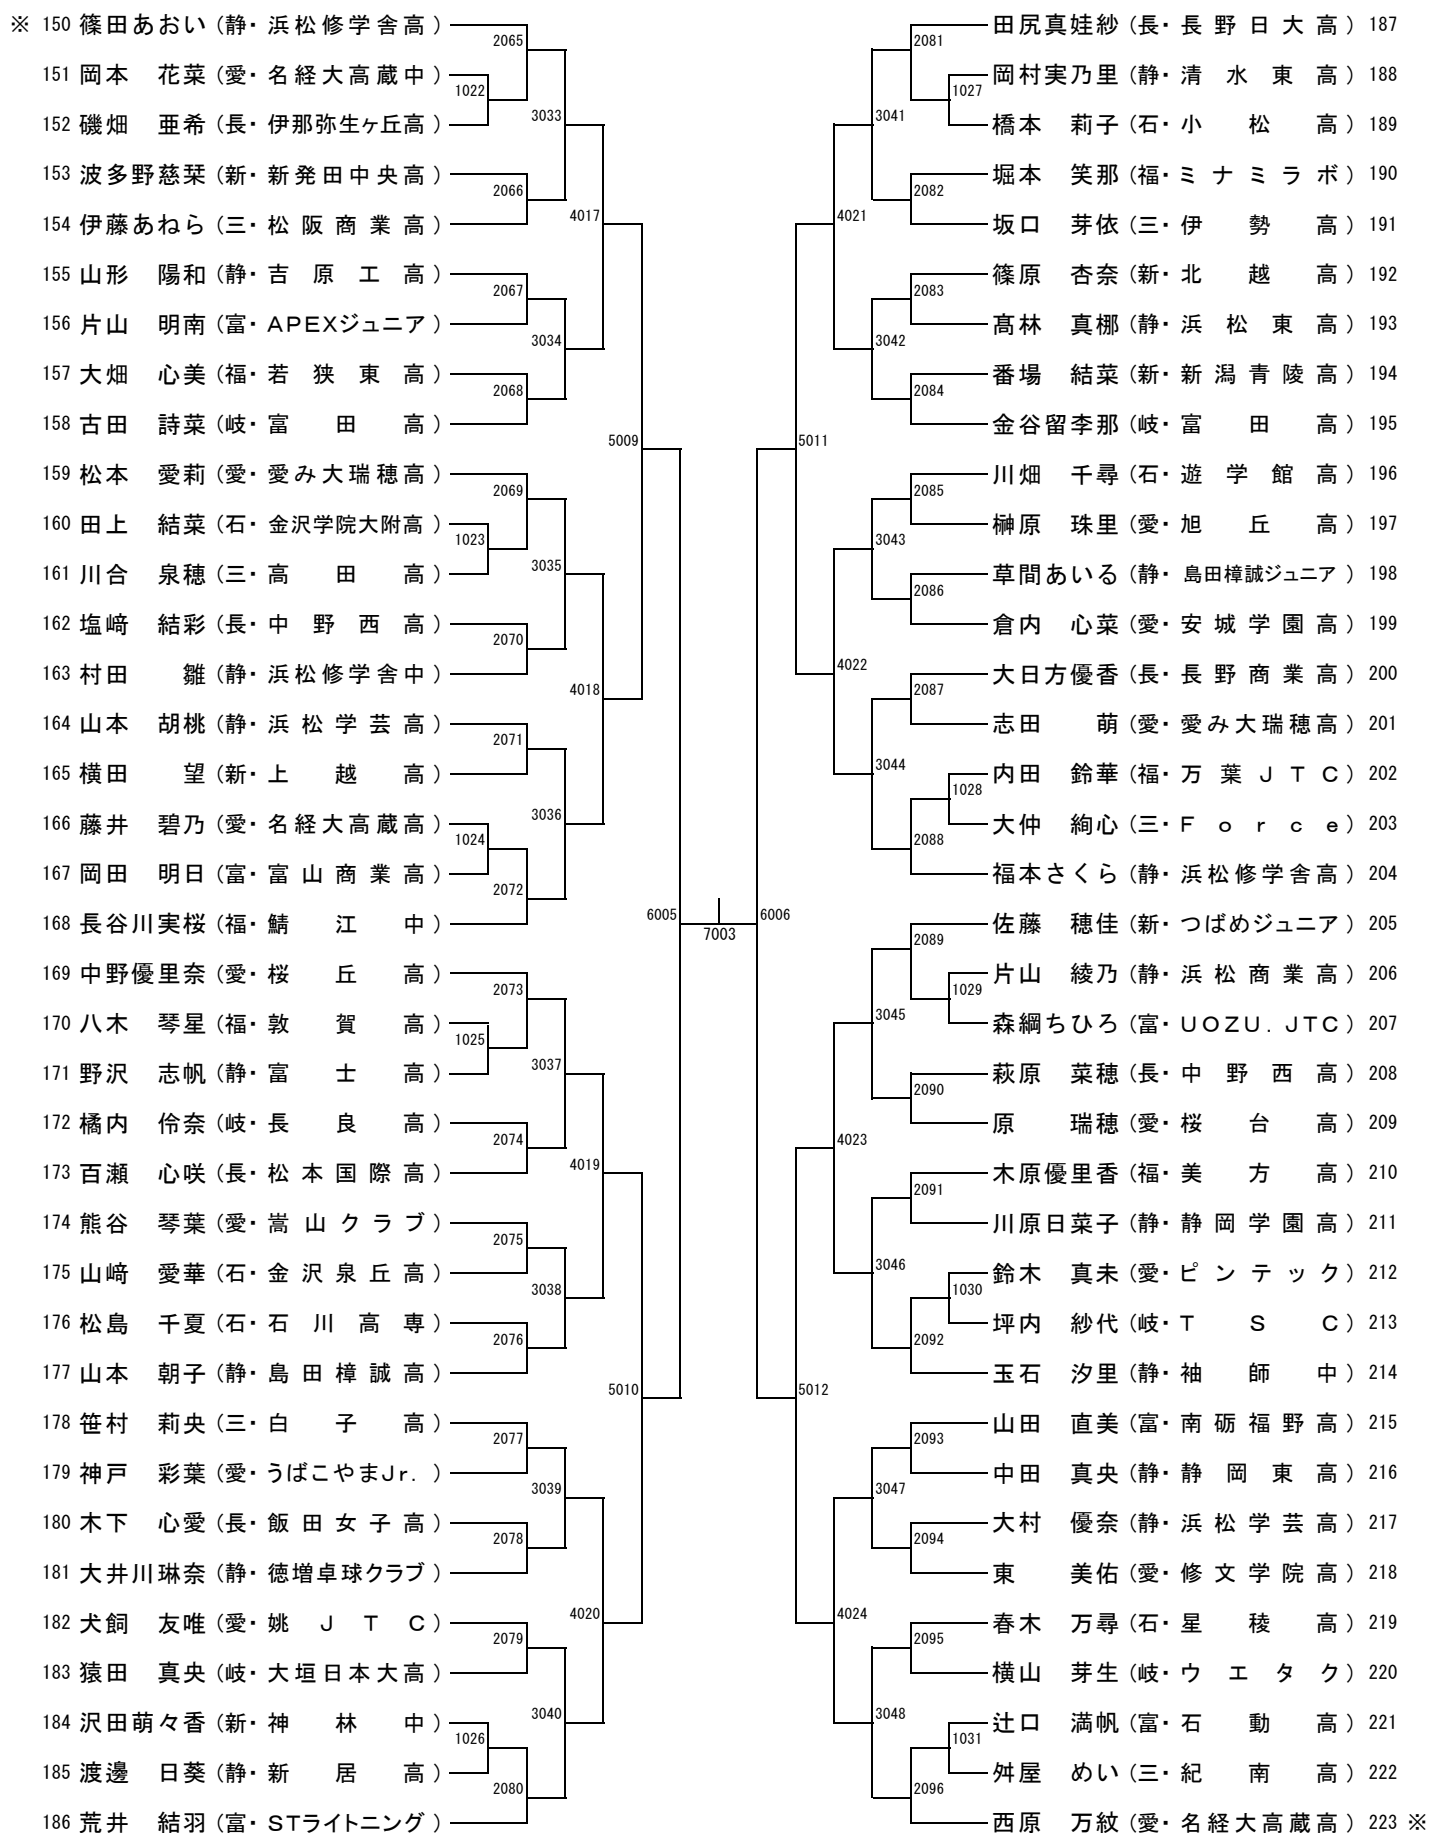 ※ 150 篠田あおい (静・浜松修学舎高)
151 岡本 花菜 (愛・名経大高蔵中)
152 磯畑 亜希 (長・伊那弥生ヶ丘高)
153 波多野慈栞 (新・新発田中央高)
154 伊藤あねら (三・松阪商業高)
155 山形 陽和 (静・吉原工高)
156 片山 明南 (富・APEXジュニア)
157 大畑 心美 (福・若狭東高)
158 古田 詩菜 (岐・富田高)
159 松本 愛莉 (愛・愛み大瑞穂高)
160 田上 結菜 (石・金沢学院大附高)
161 川合 泉穂 (三・高田高)
162 塩﨑 結彩 (長・中野西高)
163 村田 雛 (静・浜松修学舎中)
164 山本 胡桃 (静・浜松学芸高)
165 横田 望 (新・上越高)
166 藤井 碧乃 (愛・名経大高蔵高)
167 岡田 明日 (富・富山商業高)
168 長谷川実桜 (福・鯖江中)
169 中野優里奈 (愛・桜丘高)
170 八木 琴星 (福・敦賀高)
171 野沢 志帆 (静・富士高)
172 橘内 伶奈 (岐・長良高)
173 百瀬 心咲 (長・松本国際高)
174 熊谷 琴葉 (愛・嵩山クラブ)
175 山﨑 愛華 (石・金沢泉丘高)
176 松島 千夏 (石・石川高専)
177 山本 朝子 (静・島田樟誠高)
178 笹村 莉央 (三・白子高)
179 神戸 彩葉 (愛・うばこやまJr.)
180 木下 心愛 (長・飯田女子高)
181 大井川琳奈 (静・徳増卓球クラブ)
182 犬飼 友唯 (愛・姚JTC)
183 猿田 真央 (岐・大垣日本大高)
184 沢田萌々香 (新・神林中)
185 渡邊 日葵 (静・新居高)
186 荒井 結羽 (富・STライトニング)
2065
1022
2066
2067
2068
2069
1023
2070
2071
1024
2072
2073
1025
2074
2075
2076
2077
2078
2079
1026
2080
3033
3034
3035
3036
3037
3038
3039
3040
4017
4018
4019
4020
5009
5010
6005
7003
6006
5011
5012
4021
4022
4023
4024
3041
3042
3043
3044
3045
3046
3047
3048
2081
1027
2082
2083
2084
2085
2086
2087
1028
2088
2089
1029
2090
2091
1030
2092
2093
2094
2095
1031
2096
田尻真娃紗 (長・長野日大高) 187
岡村実乃里 (静・清水東高) 188
橋本 莉子 (石・小松高) 189
堀本 笑那 (福・ミナミラボ) 190
坂口 芽依 (三・伊勢高) 191
篠原 杏奈 (新・北越高) 192
髙林 真梛 (静・浜松東高) 193
番場 結菜 (新・新潟青陵高) 194
金谷留李那 (岐・富田高) 195
川畑 千尋 (石・遊学館高) 196
榊原 珠里 (愛・旭丘高) 197
草間あいる (静・島田樟誠ジュニア) 198
倉内 心菜 (愛・安城学園高) 199
大日方優香 (長・長野商業高) 200
志田 萌 (愛・愛み大瑞穂高) 201
内田 鈴華 (福・万葉JTC) 202
大仲 絢心 (三・Force) 203
福本さくら (静・浜松修学舎高) 204
佐藤 穂佳 (新・つばめジュニア) 205
片山 綾乃 (静・浜松商業高) 206
森綱ちひろ (富・UOZU.JTC) 207
萩原 菜穂 (長・中野西高) 208
原 瑞穂 (愛・桜台高) 209
木原優里香 (福・美方高) 210
川原日菜子 (静・静岡学園高) 211
鈴木 真未 (愛・ピンテック) 212
坪内 紗代 (岐・TSC) 213
玉石 汐里 (静・袖師中) 214
山田 直美 (富・南砺福野高) 215
中田 真央 (静・静岡東高) 216
大村 優奈 (静・浜松学芸高) 217
東 美佑 (愛・修文学院高) 218
春木 万尋 (石・星稜高) 219
横山 芽生 (岐・ウエタク) 220
辻口 満帆 (富・石動高) 221
舛屋 めい (三・紀南高) 222
西原 万紋 (愛・名経大高蔵高) 223 ※